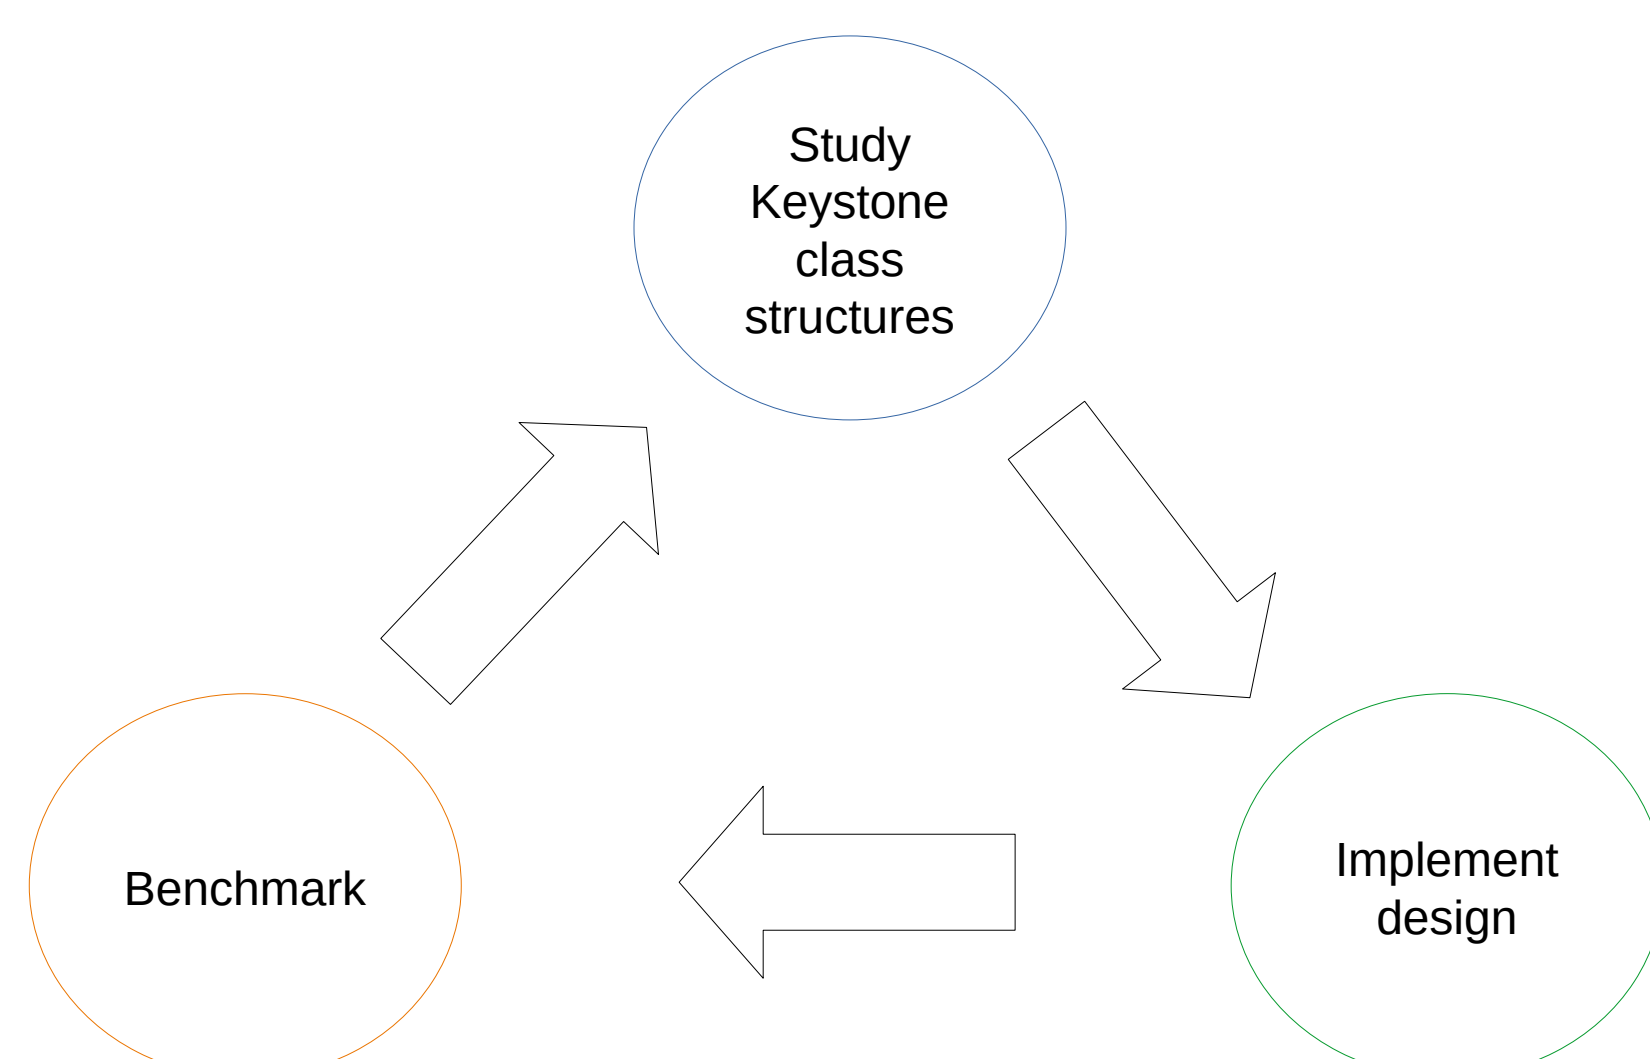 Study
Keystone
class
structures
Benchmark
Implement
design